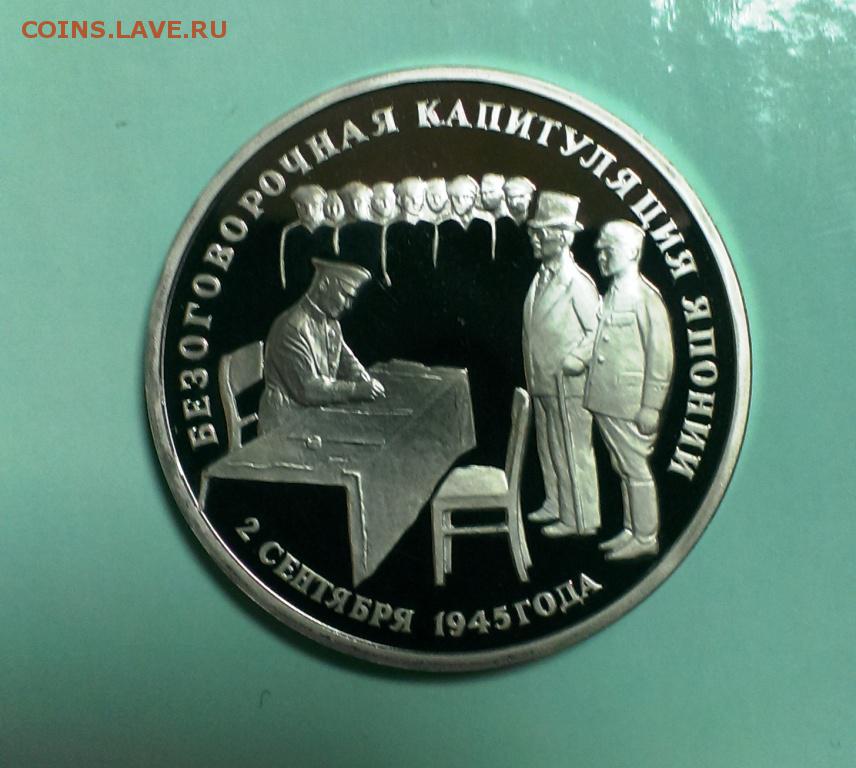 COINS.LAVE.RU
БЕЗОГОВОРОЧНАЯ КАПИТУЛЯЦИЯ ЯПОНИИ
2 СЕНТЯБРЯ 1945 ГОДА